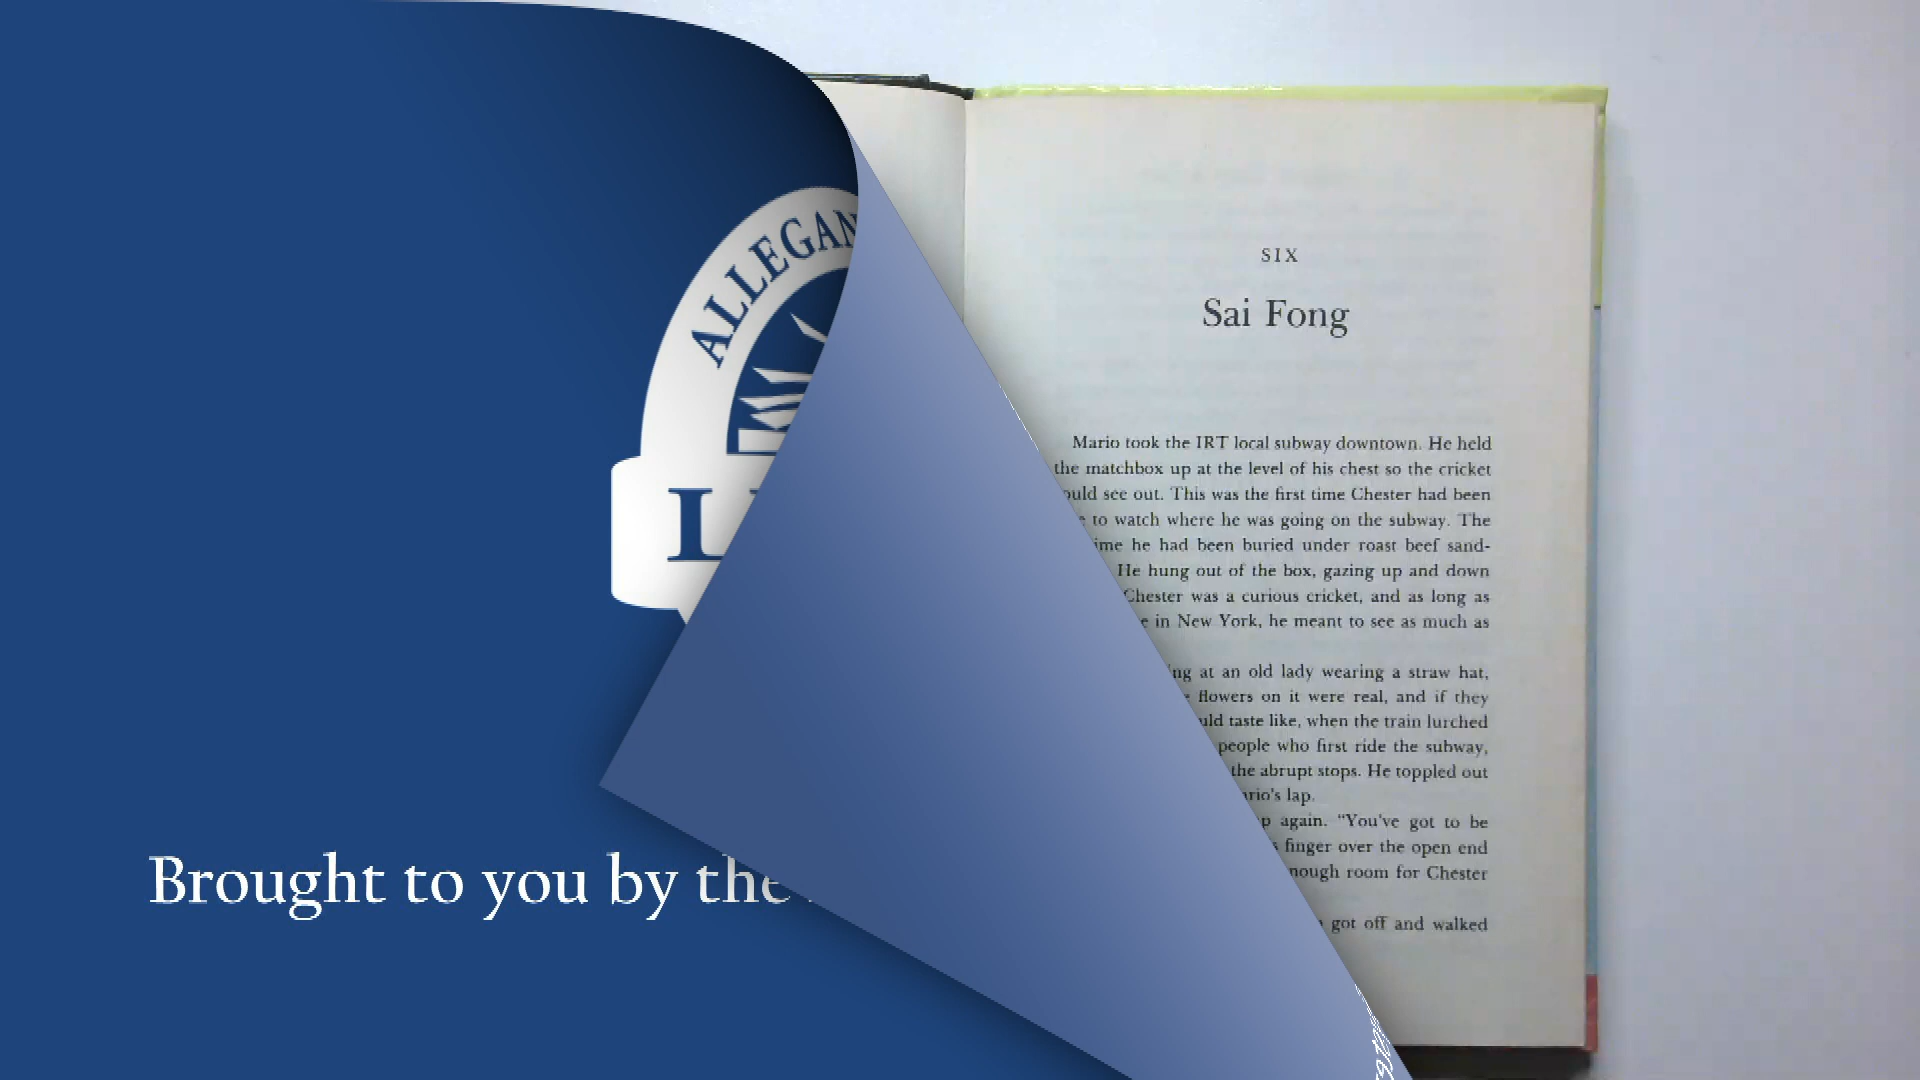 ALLEGAN
Brought to you by the
SIX
Sai Fong
Mario took the IRT local subway downtown. He held
the matchbox up at the level of his chest so the cricket
see out. This was the first time Chester had been
to watch where he was going on the subway. The
he had been buried under roast beef sand-
He hung out of the box, gazing up and down
Chester was a curious cricket, and as long as
in New York, he meant to see as much as
at an old lady wearing a straw hat,
flowers on it were real, and if they
taste like, when the train lurched
people who first ride the subway,
the abrupt stops. He toppled out
lap.
again. “You've got to be
finger over the open end
room for Chester
got off and walked